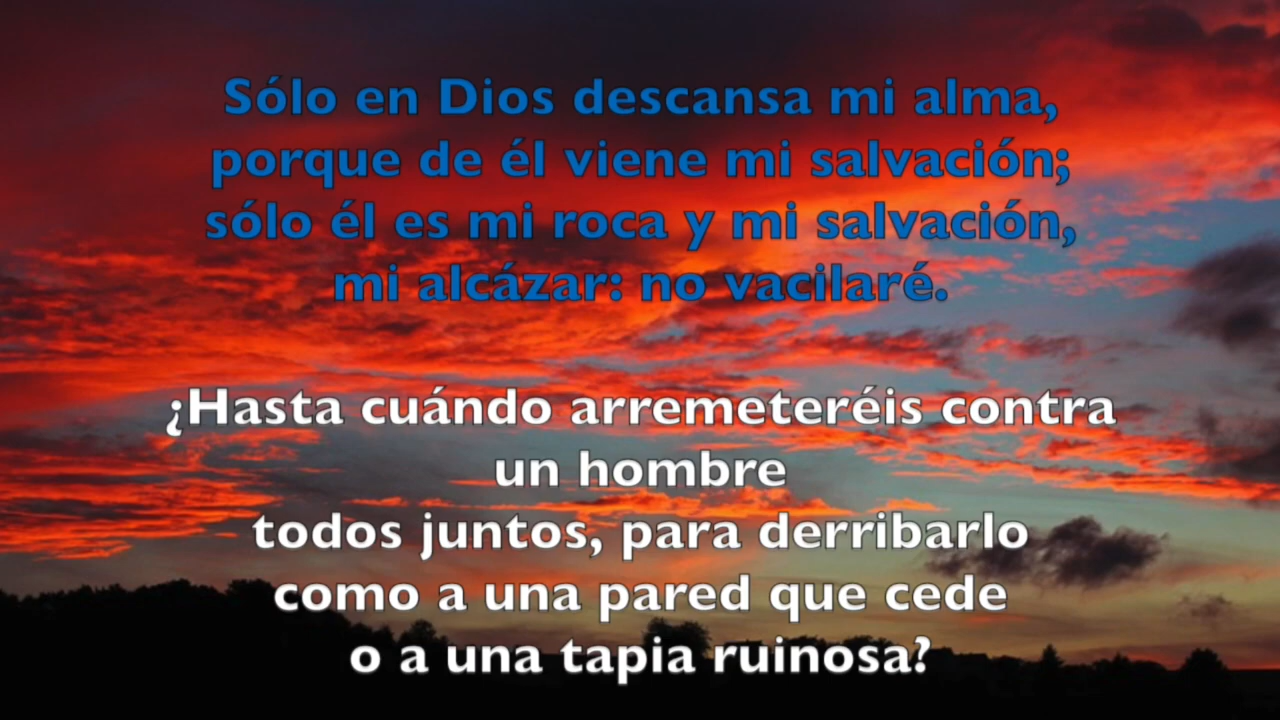 Sólo en Dios descansa mi alma,
porque de él viene mi salvación;
sólo él es mi roca y mi salvación,
mi alcázar: no vacilaré.
¿Hasta cuándo arremeteréis contra
un hombre
todos juntos, para derribarlo
como a una pared que cede
o a una tapia ruinosa?